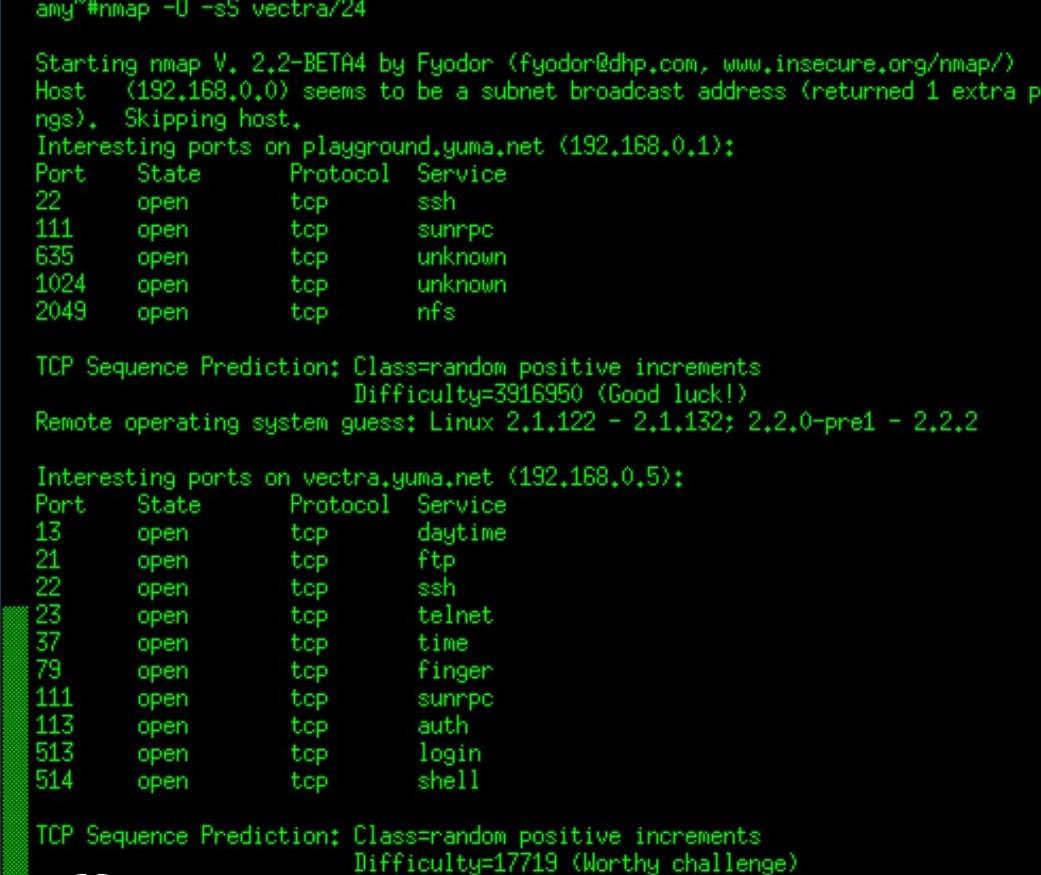 amy~#nmap -O -sS vectra/24
Starting nmap V. 2.2-BETA4 by Fyodor (fyodor@dhp.com, www.insecure.org/nmap/)
Host   (192.168.0.0) seems to be a subnet broadcast address (returned 1 extra p
ngs).  Skipping host.
Interesting ports on playground.yuma.net (192.168.0.1):
Port    State       Protocol  Service
22      open        tcp       ssh
111     open        tcp       sunrpc
635     open        tcp       unknown
1024    open        tcp       unknown
2049    open        tcp       nfs
TCP Sequence Prediction: Class=random positive increments
                         Difficulty=3916950 (Good luck!)
Remote operating system guess: Linux 2.1.122 - 2.1.132; 2.2.0-pre1 - 2.2.2
Interesting ports on vectra.yuma.net (192.168.0.5):
Port    State       Protocol  Service
13      open        tcp       daytime
21      open        tcp       ftp
22      open        tcp       ssh
23      open        tcp       telnet
37      open        tcp       time
79      open        tcp       finger
111     open        tcp       sunrpc
113     open        tcp       auth
513     open        tcp       login
514     open        tcp       shell
TCP Sequence Prediction: Class=random positive increments
                         Difficulty=17719 (Worthy challenge)